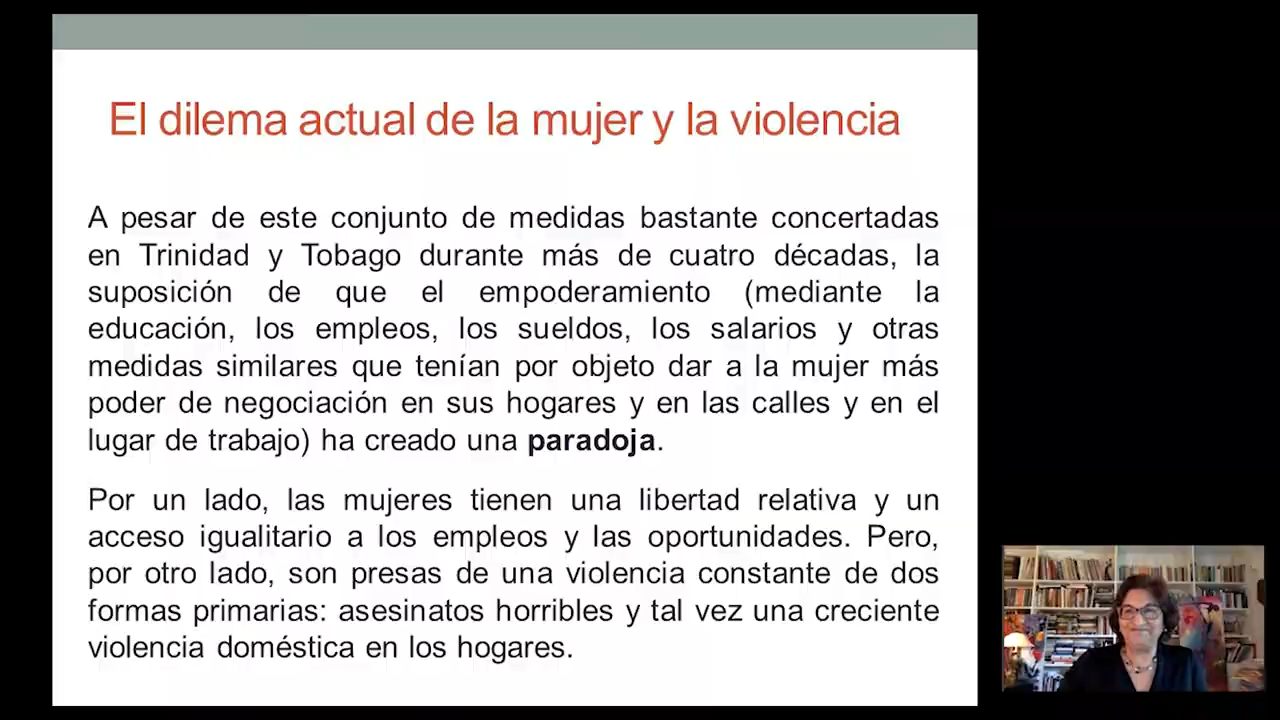 El dilema actual de la mujer y la violencia
A pesar de este conjunto de medidas bastante concertadas
en Trinidad y Tobago durante más de cuatro décadas, la
suposición de que el empoderamiento (mediante la
educación, los empleos, los sueldos, los salarios y otras
medidas similares que tenían por objeto dar a la mujer más
poder de negociación en sus hogares y en las calles y en el
lugar de trabajo) ha creado una paradoja.
Por un lado, las mujeres tienen una libertad relativa y un
acceso igualitario a los empleos y las oportunidades. Pero,
por otro lado, son presas de una violencia constante de dos
formas primarias: asesinatos horribles y tal vez una creciente
violencia doméstica en los hogares.